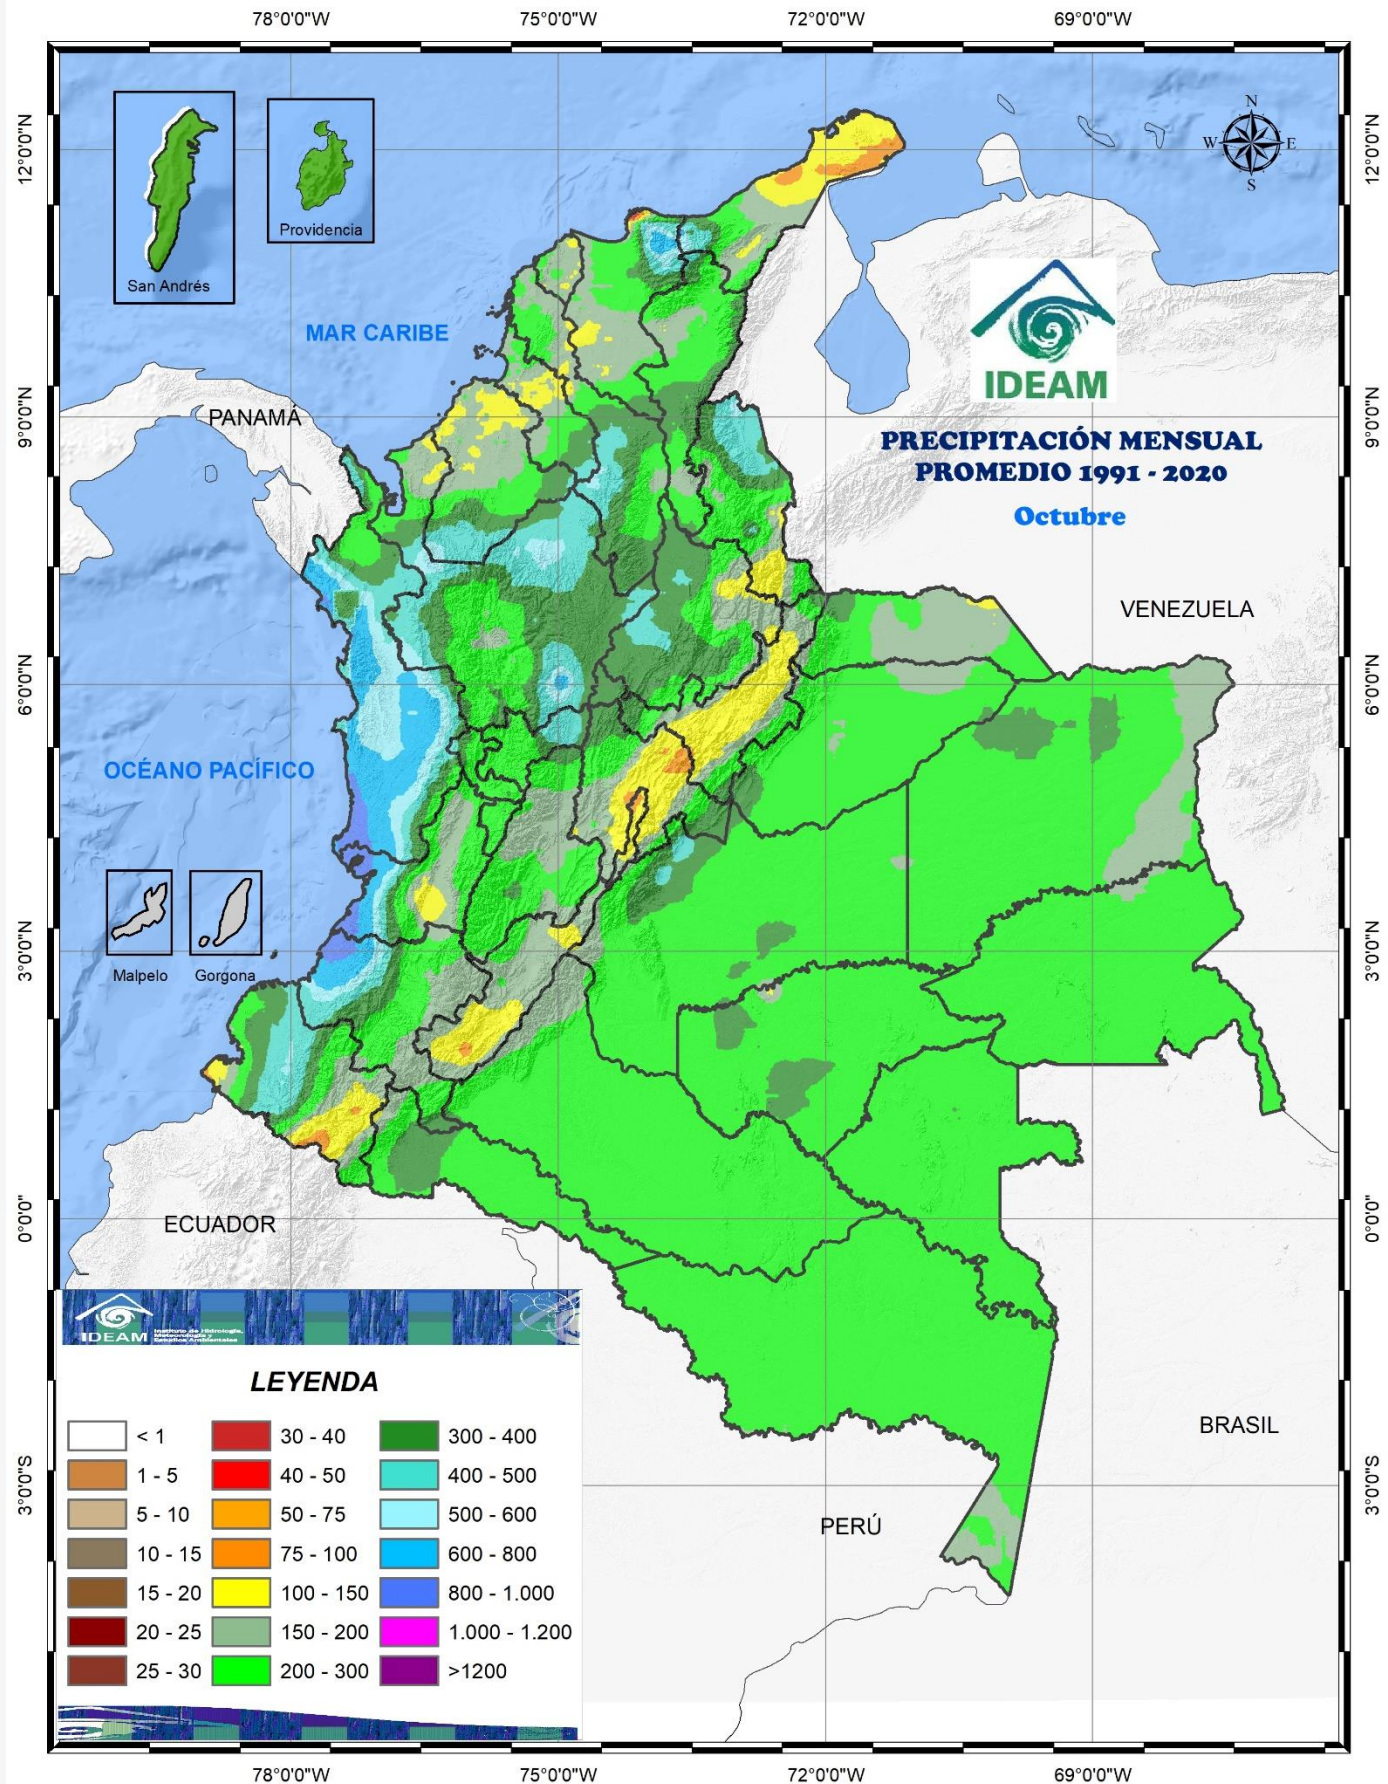 78°0'0"W
75°0'0"W
72°0'0"W
69°0'0"W
12°0'0"N
12°0'0"N
N
W
E
S
San Andrés
Providencia
MAR CARIBE
IDEAM
9°0'0"N
9°0'0"N
PANAMÁ
PRECIPITACIÓN MENSUAL
PROMEDIO 1991 - 2020
Octubre
VENEZUELA
6°0'0"N
6°0'0"N
OCÉANO PACÍFICO
3°0'0"N
3°0'0"N
Malpelo
Gorgona
0°0'0"
0°0'0"
ECUADOR
IDEAM
Instituto de Hidrología,
Meteorología y
Estudios Ambientales
LEYENDA
< 1
30 - 40
300 - 400
1 - 5
40 - 50
400 - 500
5 - 10
50 - 75
500 - 600
10 - 15
75 - 100
600 - 800
15 - 20
100 - 150
800 - 1.000
20 - 25
150 - 200
1.000 - 1.200
25 - 30
200 - 300
>1200
BRASIL
3°0'0"S
3°0'0"S
PERÚ
78°0'0"W
75°0'0"W
72°0'0"W
69°0'0"W